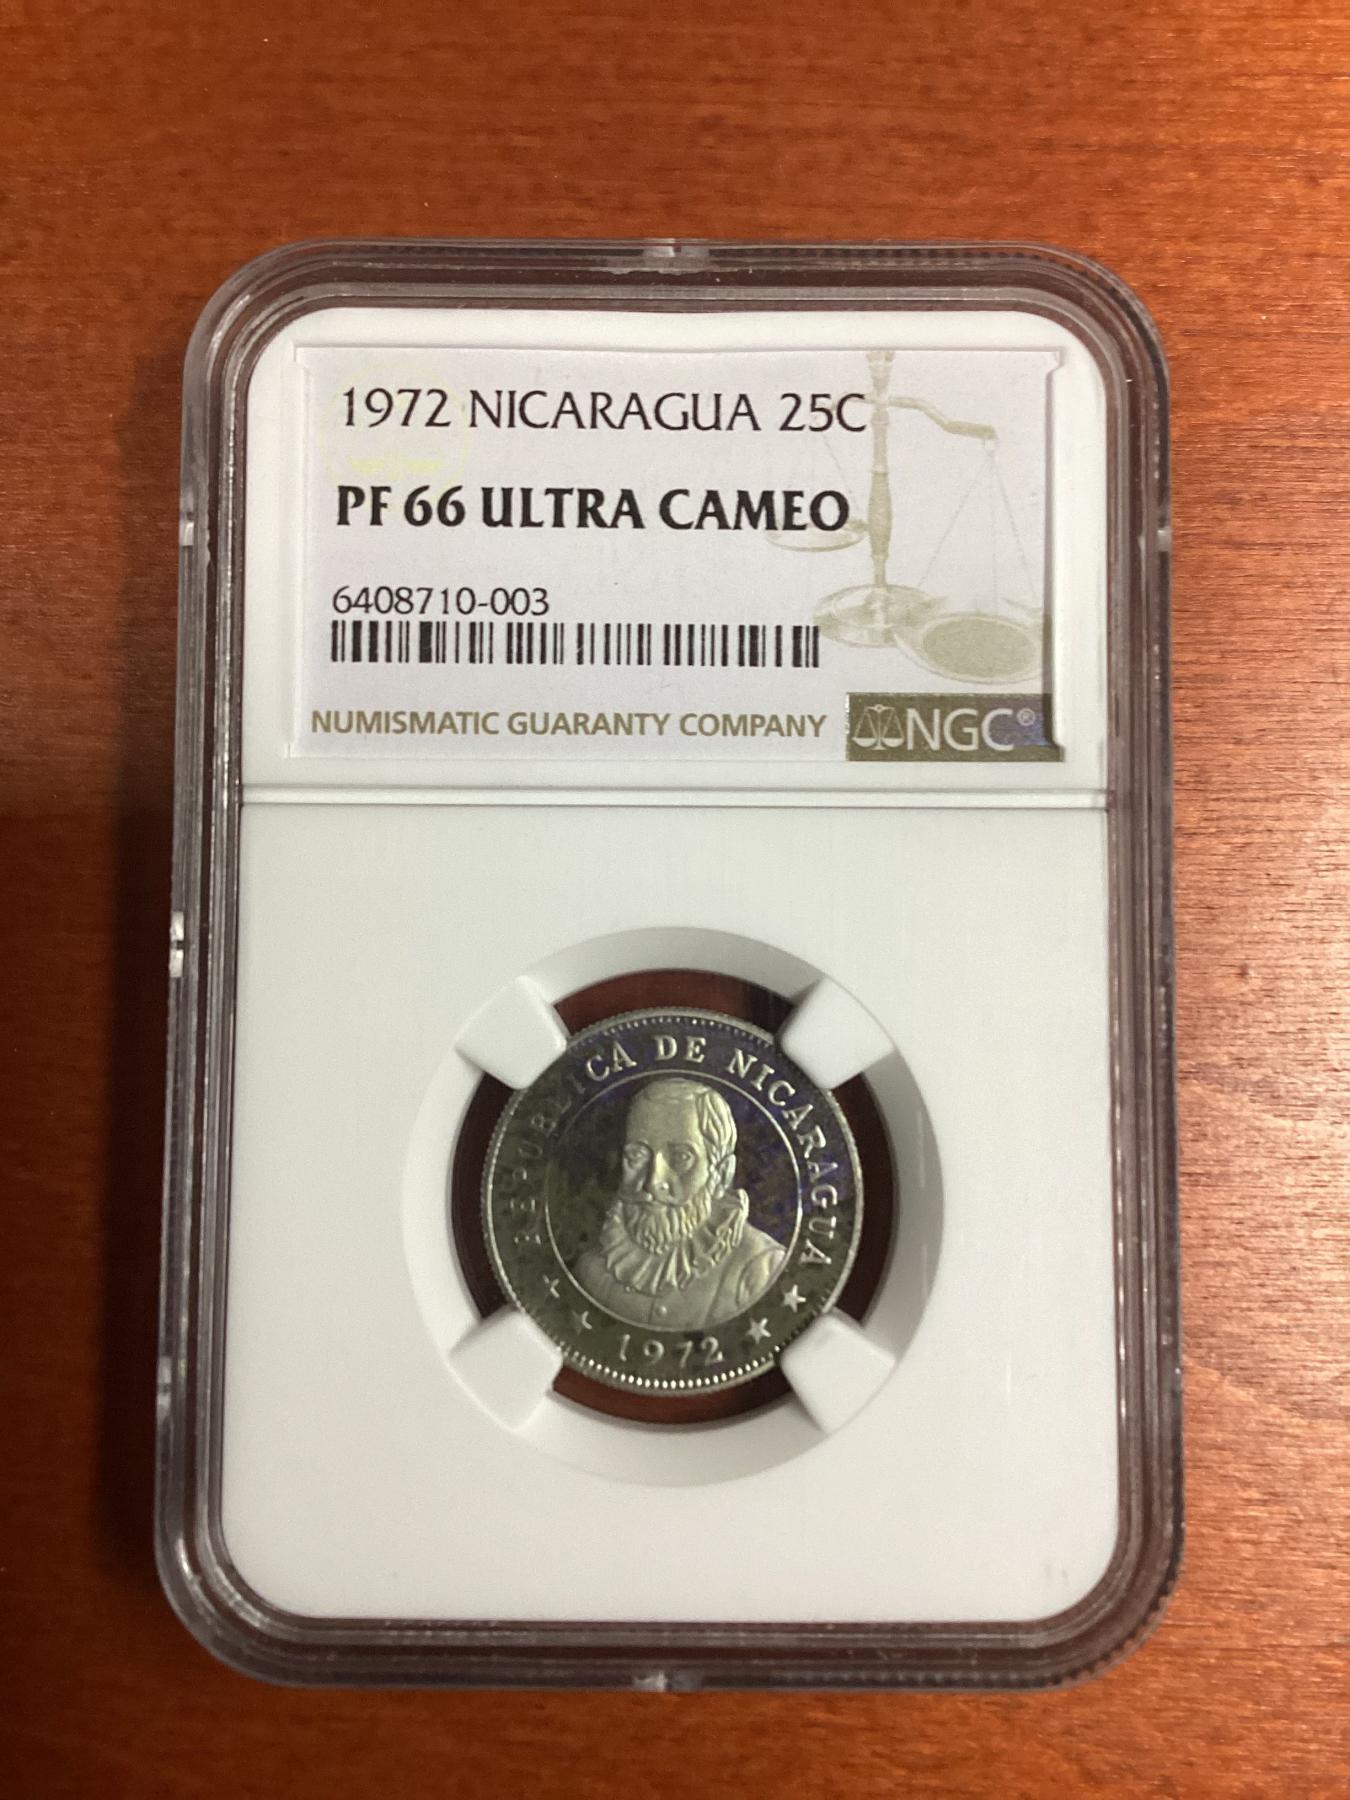 1972 NICARAGUA 25C
PF 66 ULTRA CAMEO
6408710-003
NUMISMATIC GUARANTY COMPANY
NGC®
REPUBLICA DE NICARAGUA
1972